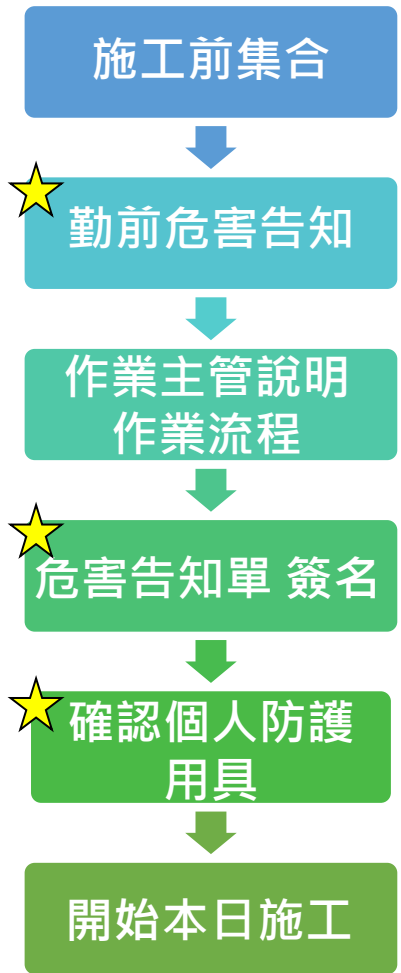 施工前集合
勤前危害告知
作業主管說明
作業流程
危害告知單 簽名
確認個人防護
用具
開始本日施工